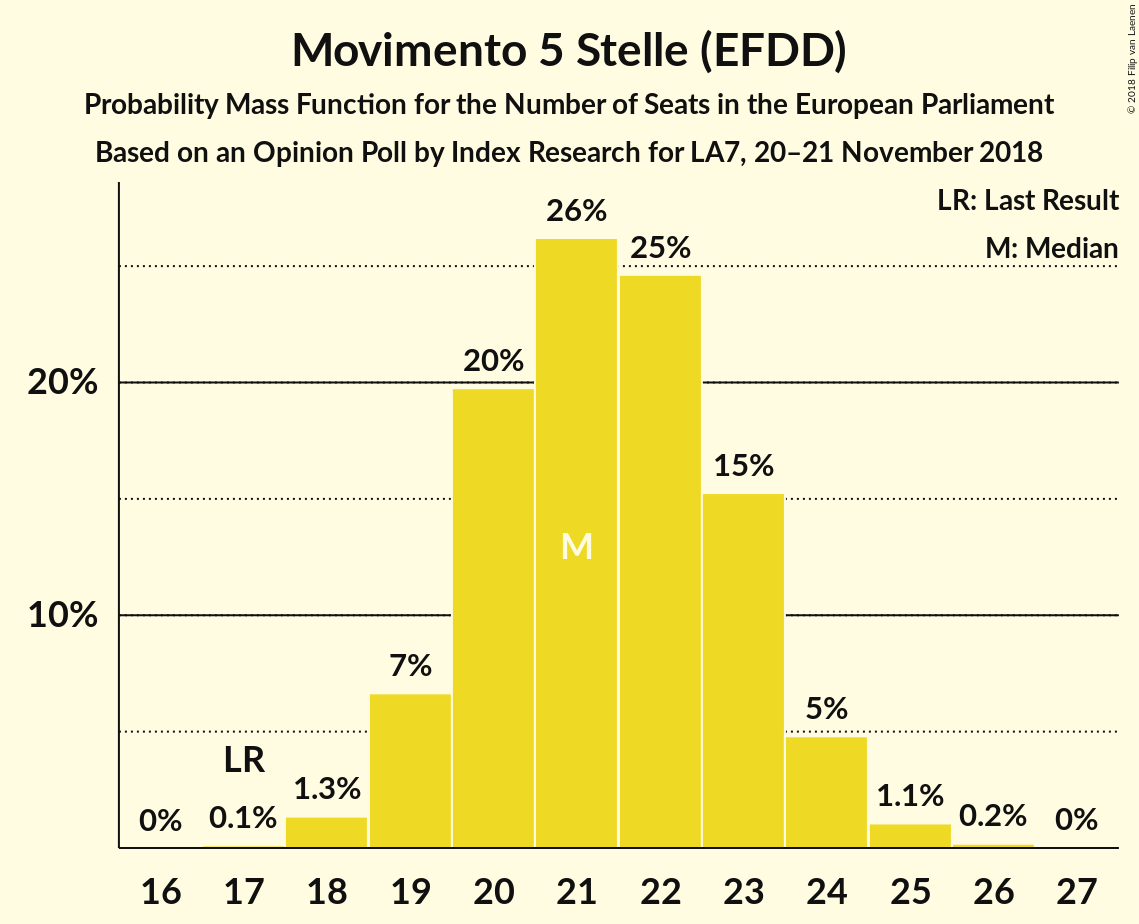 Movimento 5 Stelle (EFDD)
Probability Mass Function for the Number of Seats in the European Parliament
Based on an Opinion Poll by Index Research for LA7, 20–21 November 2018
© 2018 Filip van Laenen
LR: Last Result
M: Median
26%
25%
20%
20%
15%
M
10%
7%
5%
LR
1.3%
1.1%
0%
0.1%
0.2%
0%
16 17 18 19 20 21 22 23 24 25 26 27